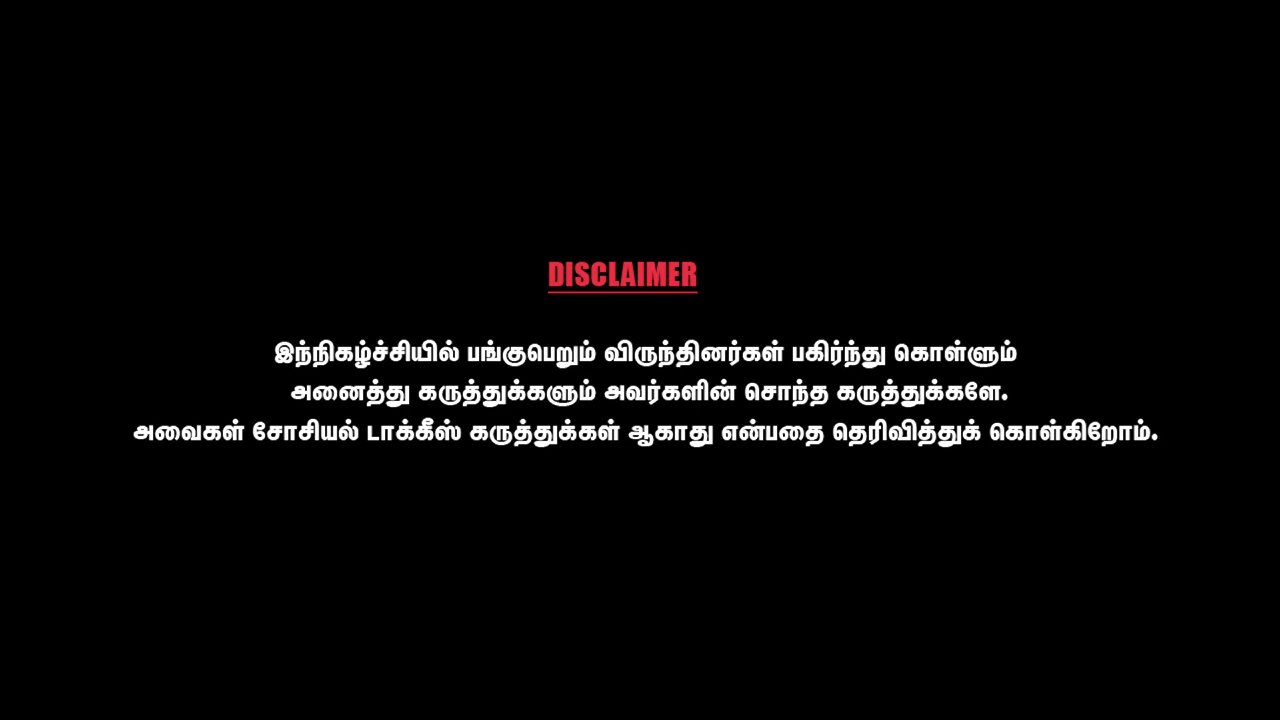 DISCLAIMER
இந்நிகழ்ச்சியில் பங்குபெறும் விருந்தினர்கள் பகிர்ந்து கொள்ளும்
அனைத்து கருத்துக்களும் அவர்களின் சொந்த கருத்துக்களே.
அவைகள் சோசியல் டாக்கீஸ் கருத்துக்கள் ஆகாது என்பதை தெரிவித்துக் கொள்கிறோம்.